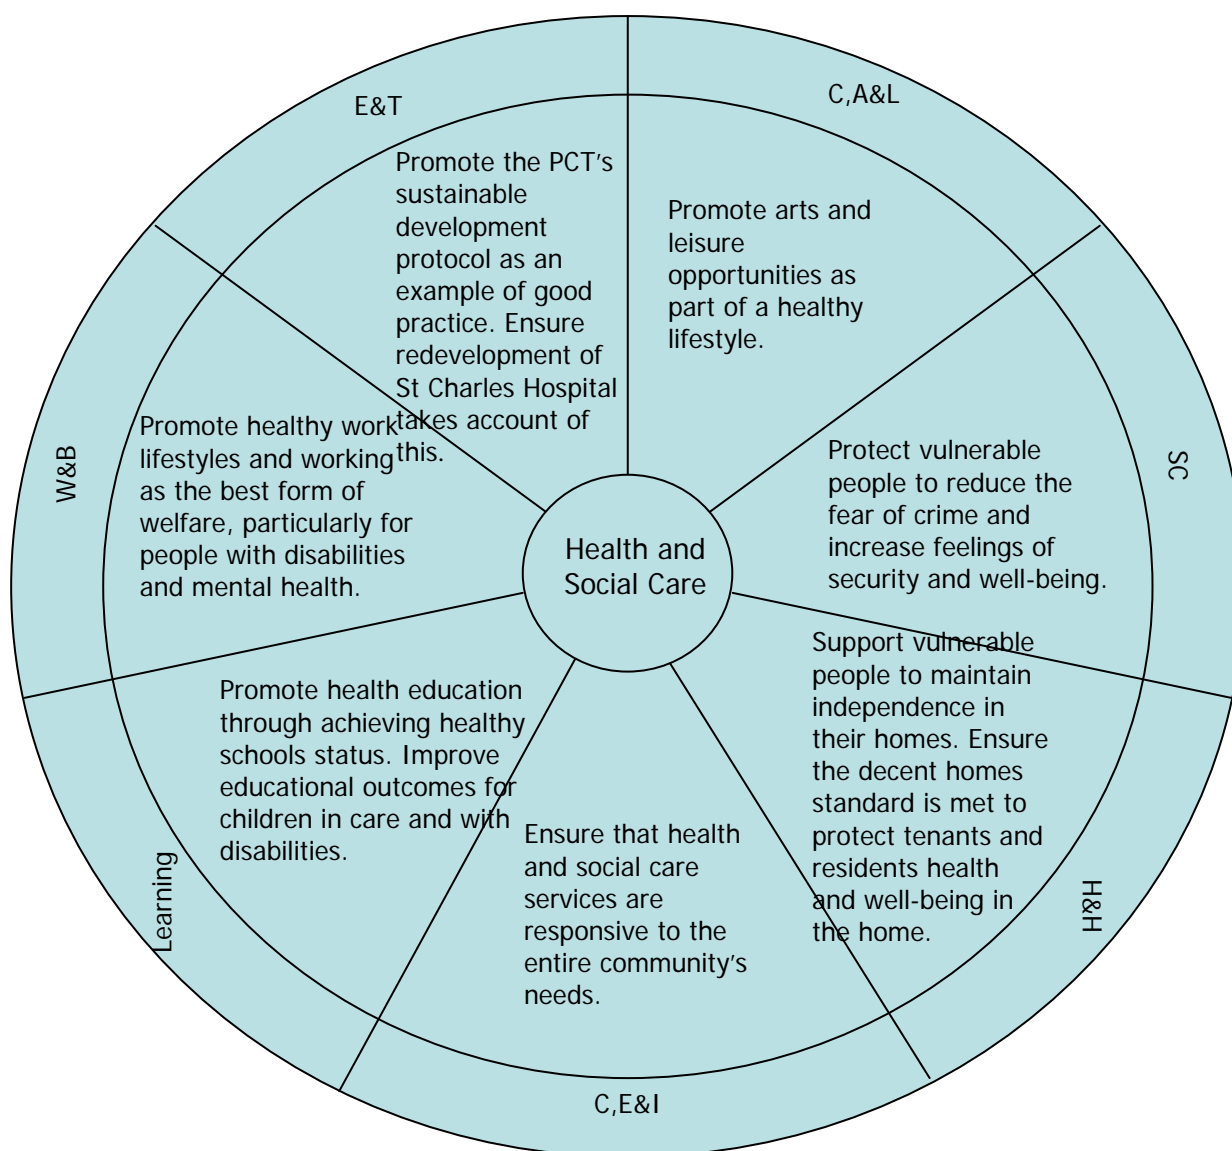 E&T
Promote the PCT's
sustainable
development
protocol as an
example of good
practice. Ensure
redevelopment of
St Charles Hospital
takes account of
this.
C,A&L
Promote arts and
leisure
opportunities as
part of a healthy
lifestyle.
SC
Protect vulnerable
people to reduce the
fear of crime and
increase feelings of
security and well-being.
H&H
Support vulnerable
people to maintain
independence in
their homes. Ensure
the decent homes
standard is met to
protect tenants and
residents health
and well-being in
the home.
C,E&I
Ensure that health
and social care
services are
responsive to the
entire community's
needs.
Learning
Promote health education
through achieving healthy
schools status. Improve
educational outcomes for
children in care and with
disabilities.
W&B
Promote healthy work
lifestyles and working
as the best form of
welfare, particularly for
people with disabilities
and mental health.
Health and
Social Care